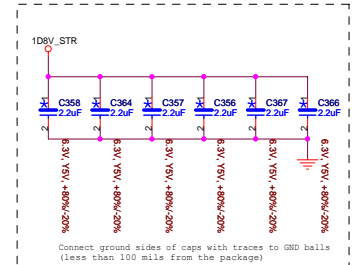 1D8V_STR
1 C358 1 C364 1 C357 1 C356 1 C367 1 C366
2.2uF 2.2uF 2.2uF 2.2uF 2.2uF 2.2uF
2 2 2 2 2 2
6.3V, Y5V, +80%/-20%
6.3V, Y5V, +80%/-20%
6.3V, Y5V, +80%/-20%
6.3V, Y5V, +80%/-20%
6.3V, Y5V, +80%/-20%
6.3V, Y5V, +80%/-20%
Connect ground sides of caps with traces to GND balls
(less than 100 mils from the package)